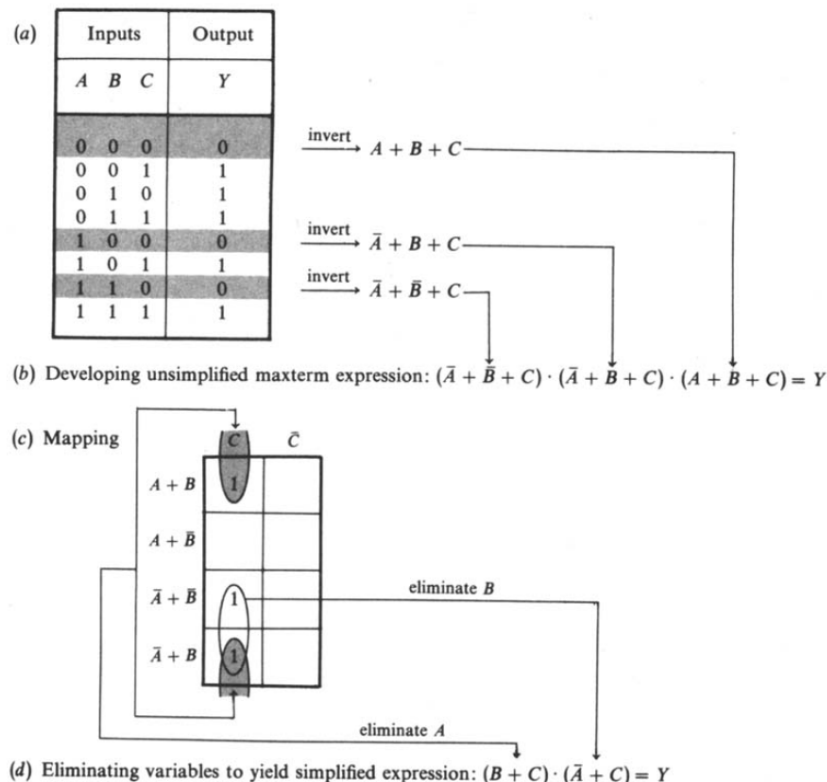 (a)
Inputs Output
A B C Y
0 0 0 0 invert A + B + C
0 0 1 1
0 1 0 1
0 1 1 1
1 0 0 0 invert Ā + B + C
1 0 1 1
1 1 0 0 invert Ā + B̄ + C
1 1 1 1
(b) Developing unsimplified maxterm expression: (Ā + B̄ + C) · (Ā + B + C) · (A + B + C) = Y
(c) Mapping
C C̄
A + B 1
A + B̄
Ā + B̄ 1 eliminate B
Ā + B 1
eliminate A
(d) Eliminating variables to yield simplified expression: (B + C) · (Ā + C) = Y